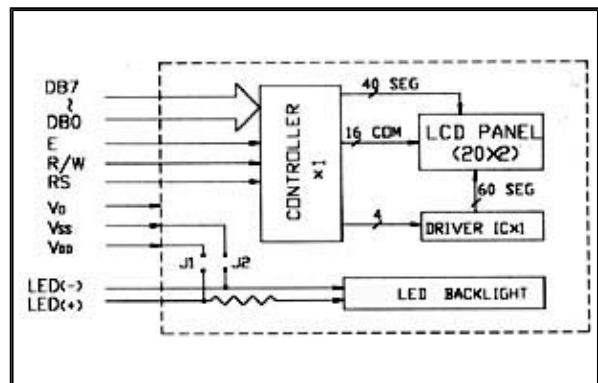 DB7
~
DB0
E
R/W
RS
VO
VSS
VDD
LED(-)
LED(+)
J1
J2
CONTROLLER
x1
40 SEG
16 COM
LCD PANEL
(20X2)
60 SEG
4
DRIVER ICx1
LED BACKLIGHT